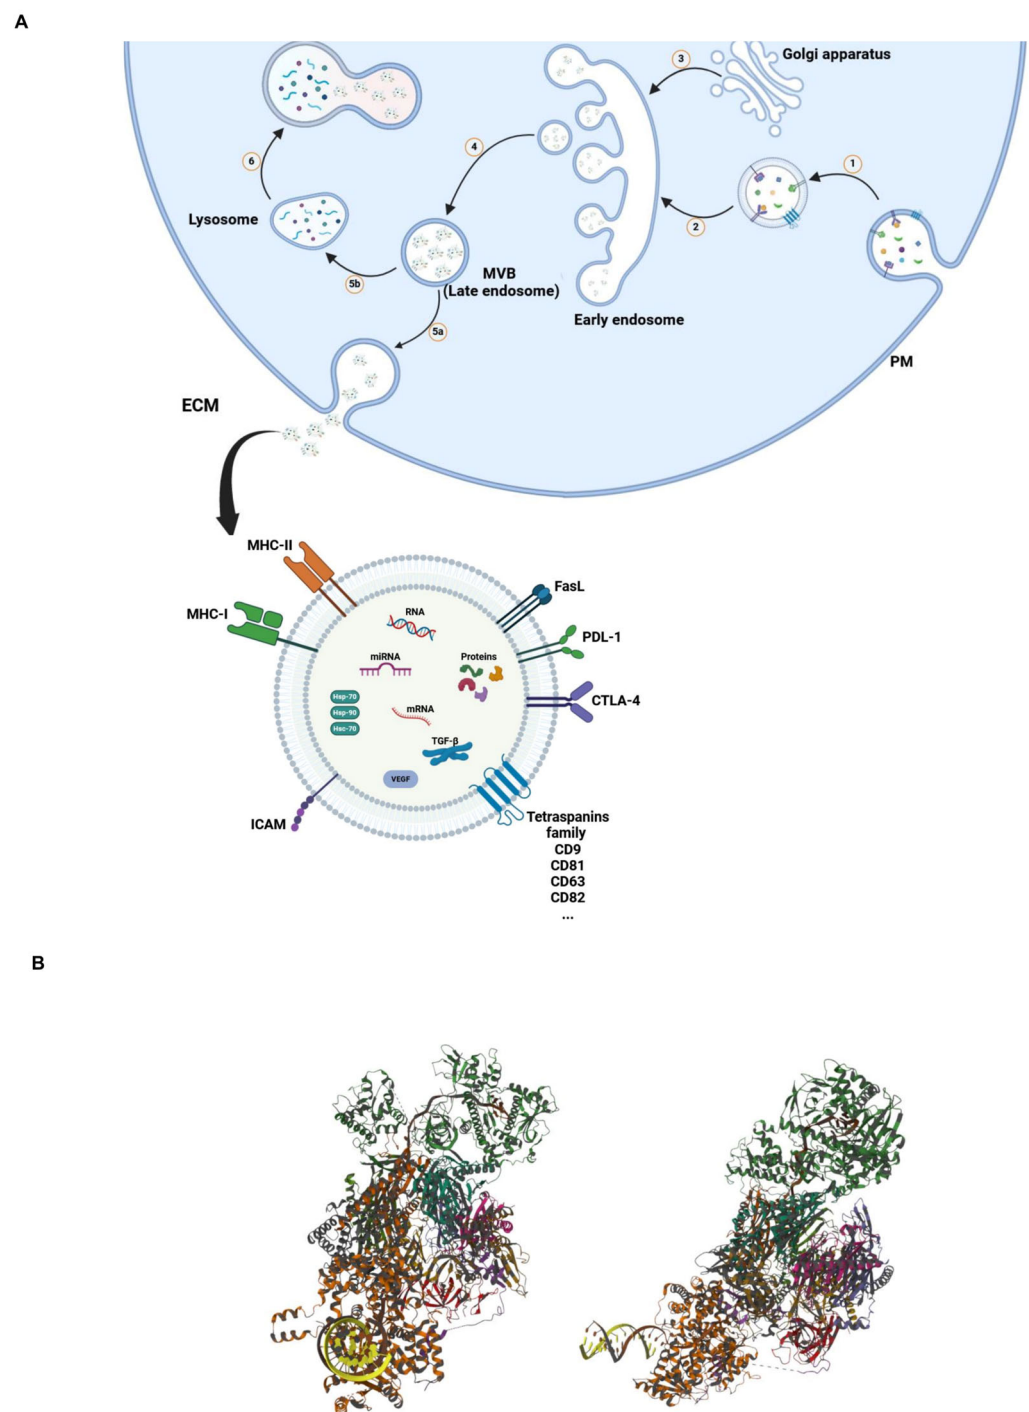 A
Golgi apparatus
3
4
1
6
Lysosome
2
5b
MVB
(Late endosome)
Early endosome
5a
PM
ECM
MHC-II
FasL
MHC-I
RNA
PDL-1
miRNA
Proteins
Hsp-70
Hsp-90
Hsc-70
mRNA
CTLA-4
TGF-β
VEGF
ICAM
Tetraspanins
family
CD9
CD81
CD63
CD82
...
B